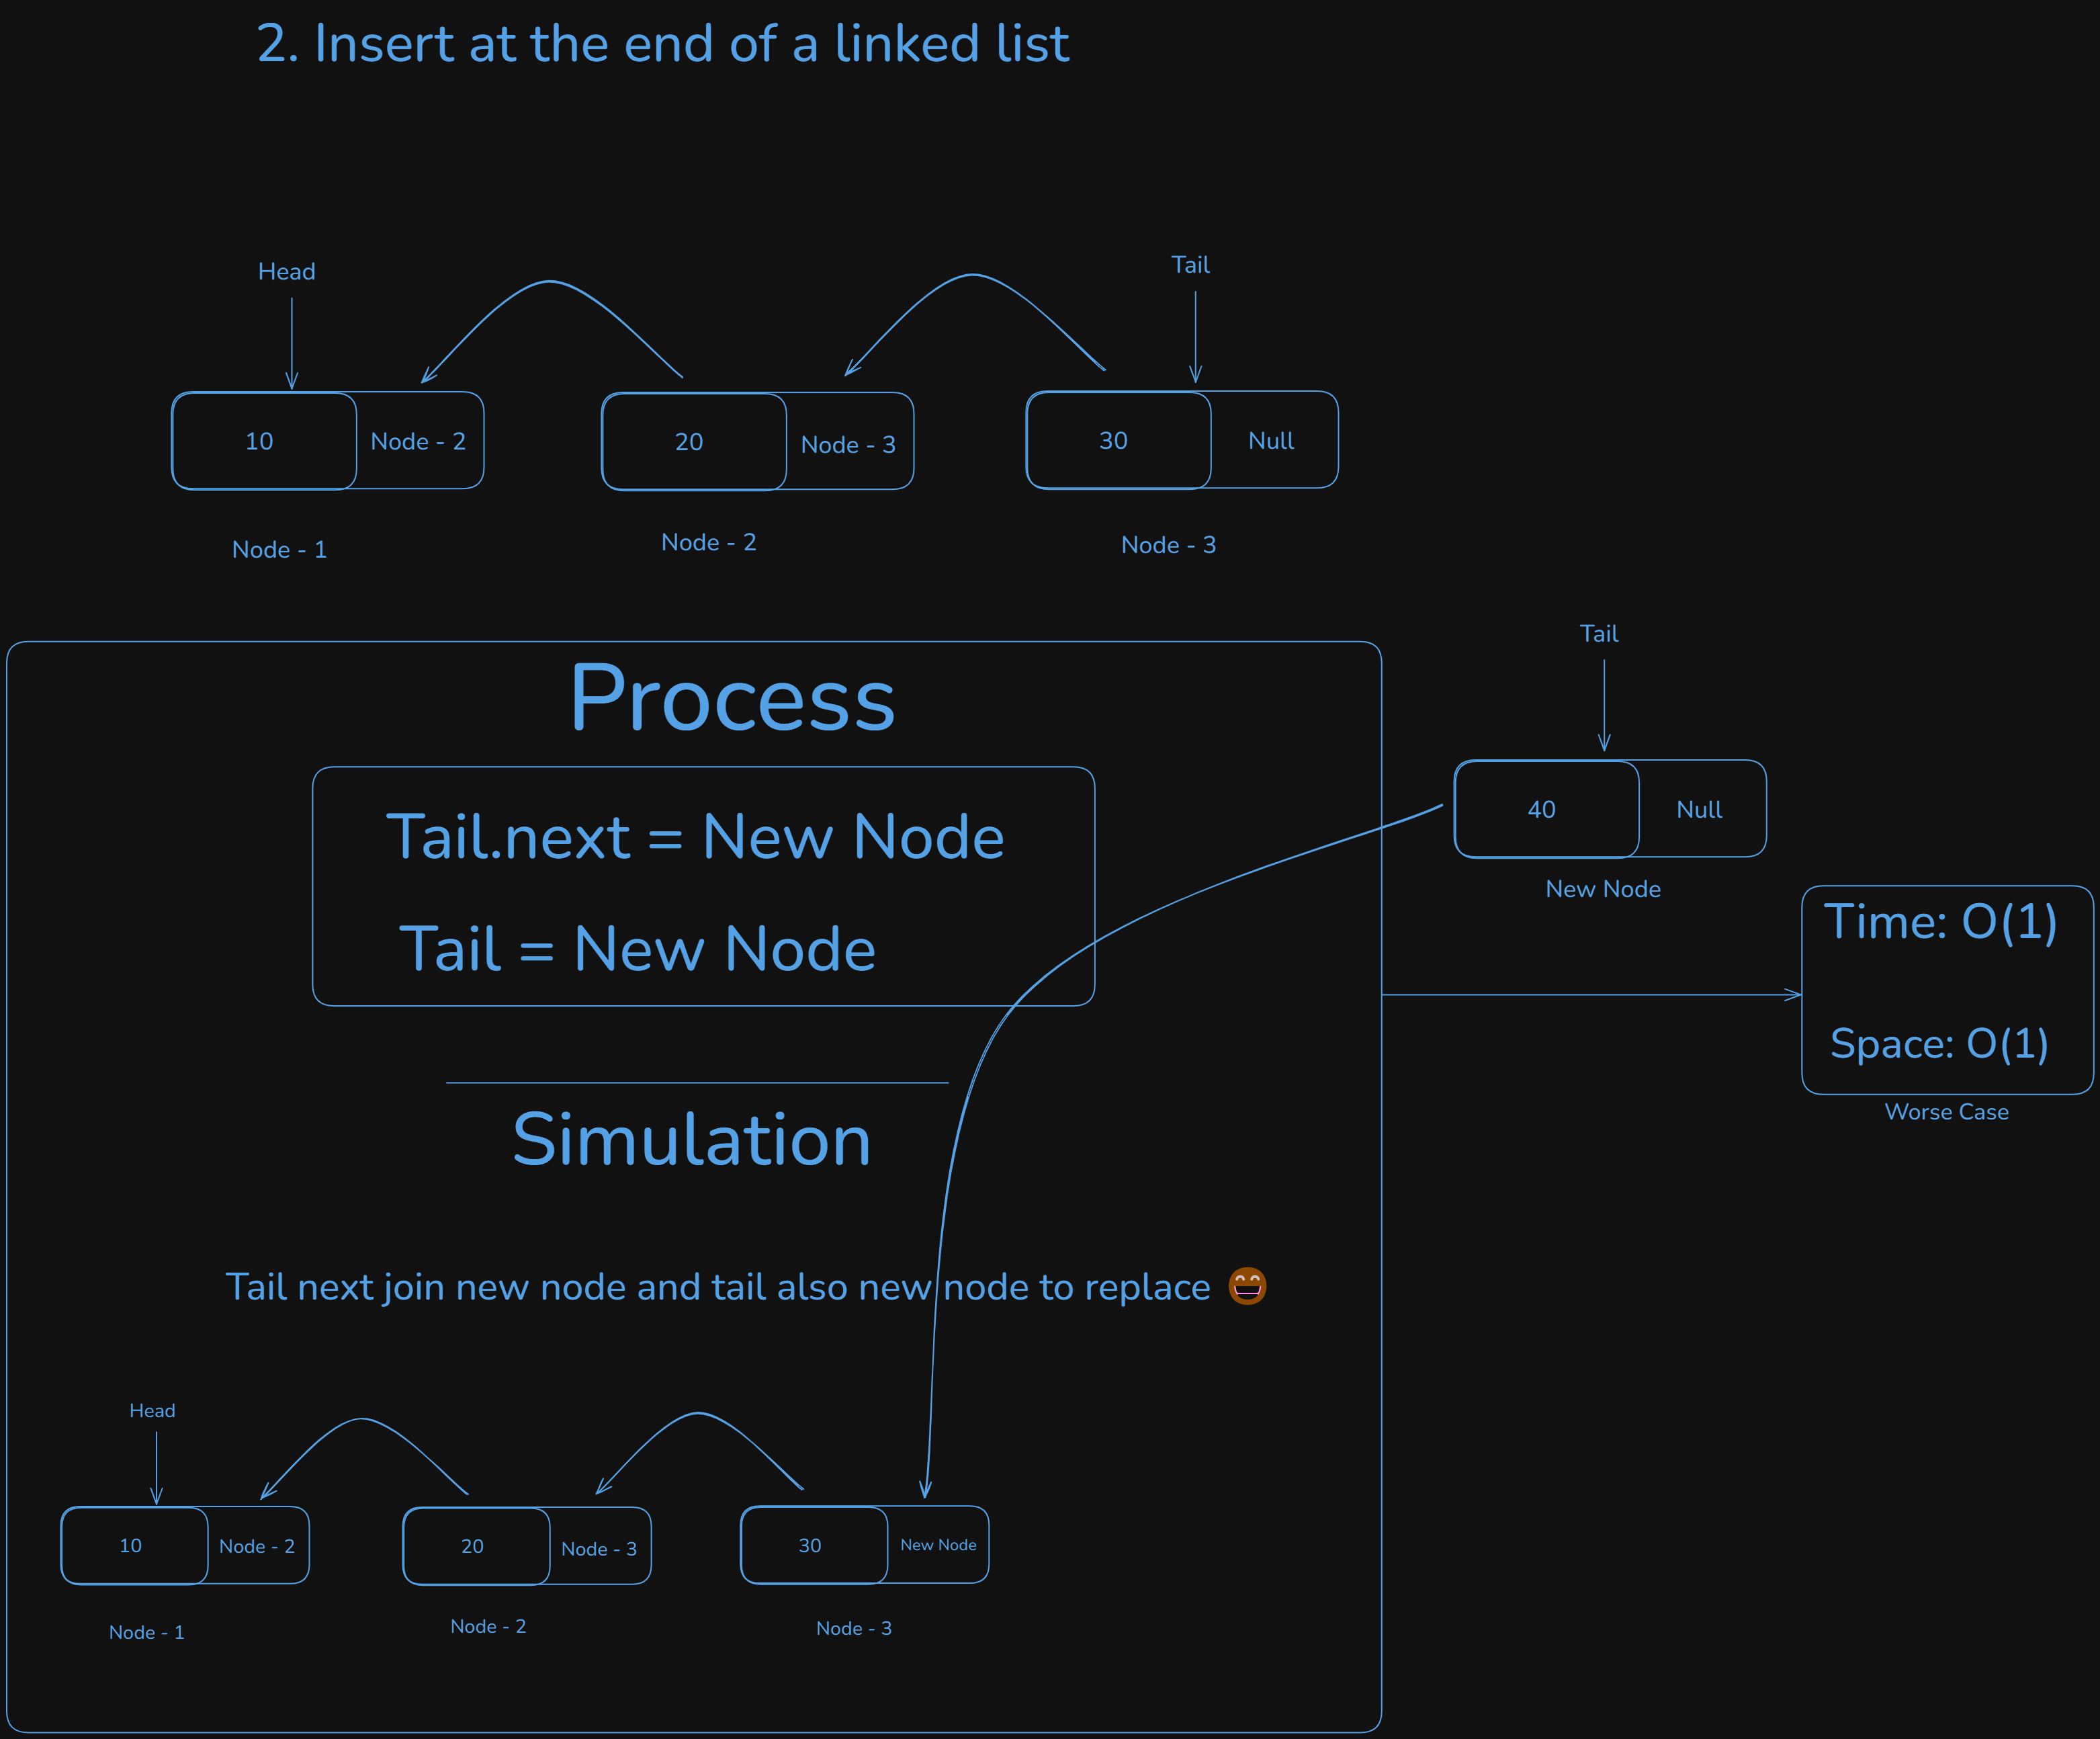 2. Insert at the end of a linked list
Head
Tail
10
Node - 2
20
Node - 3
30
Null
Node - 1
Node - 2
Node - 3
Tail
40
Null
New Node
Process
Tail.next = New Node
Tail = New Node
Time: O(1)
Space: O(1)
Worse Case
Simulation
Tail next join new node and tail also new node to replace 😄
Head
10
Node - 2
20
Node - 3
30
New Node
Node - 1
Node - 2
Node - 3